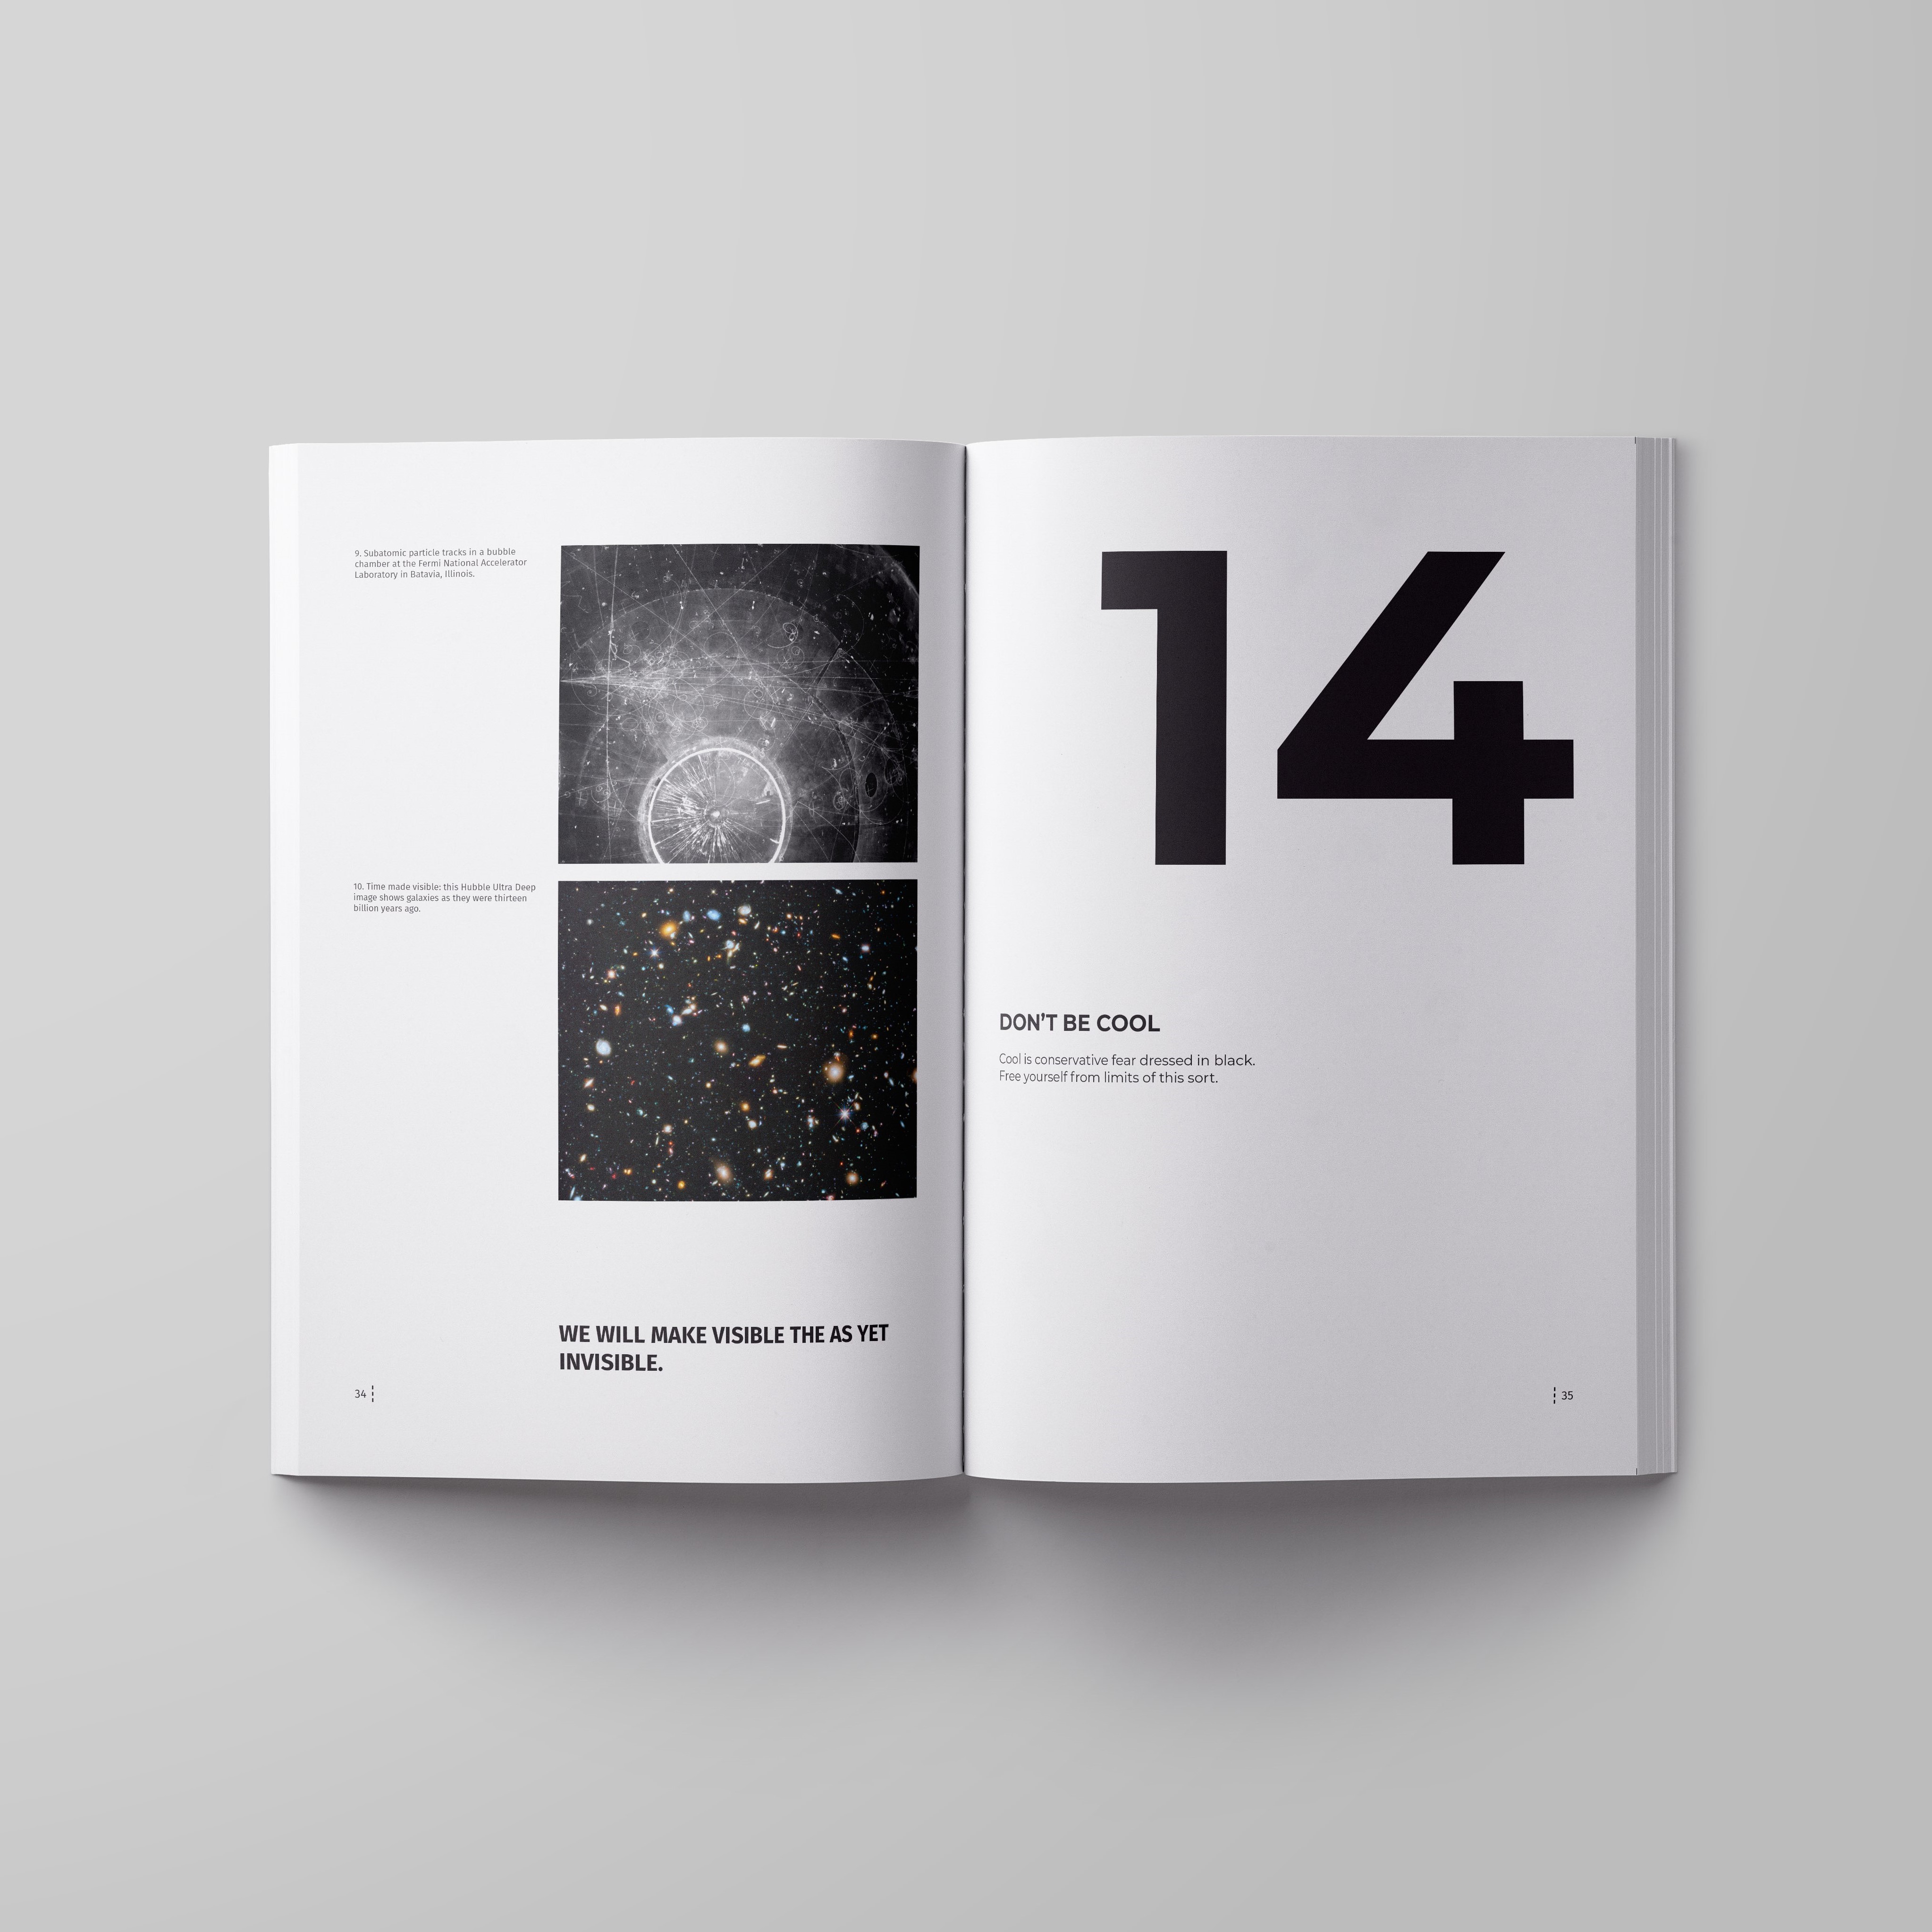 9. Subatomic particle tracks in a bubble
chamber at the Fermi National Accelerator
Laboratory in Batavia, Illinois.
10. Time made visible: this Hubble Ultra Deep
image shows galaxies as they were thirteen
billion years ago.
WE WILL MAKE VISIBLE THE AS YET
INVISIBLE.
34
14
DON’T BE COOL
Cool is conservative fear dressed in black.
Free yourself from limits of this sort.
35